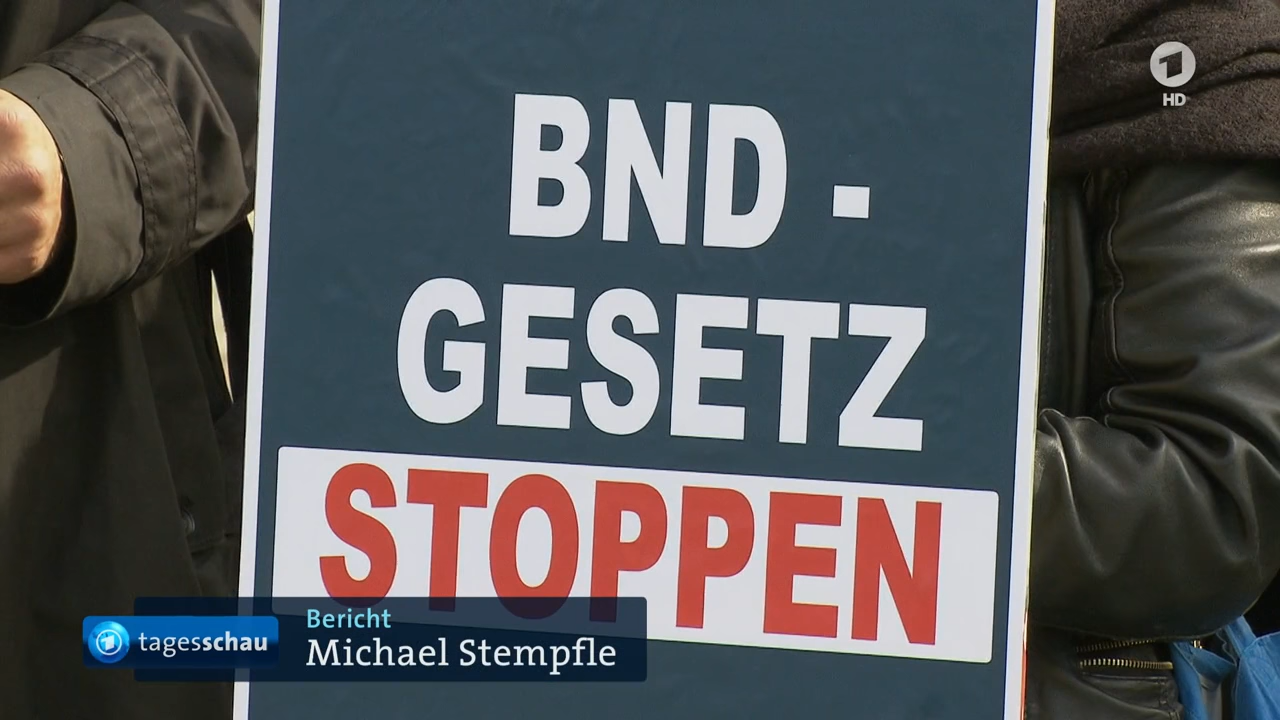 1
HD
BND -
GESETZ
STOPPEN
Bericht
tagesschau
Michael Stempfle